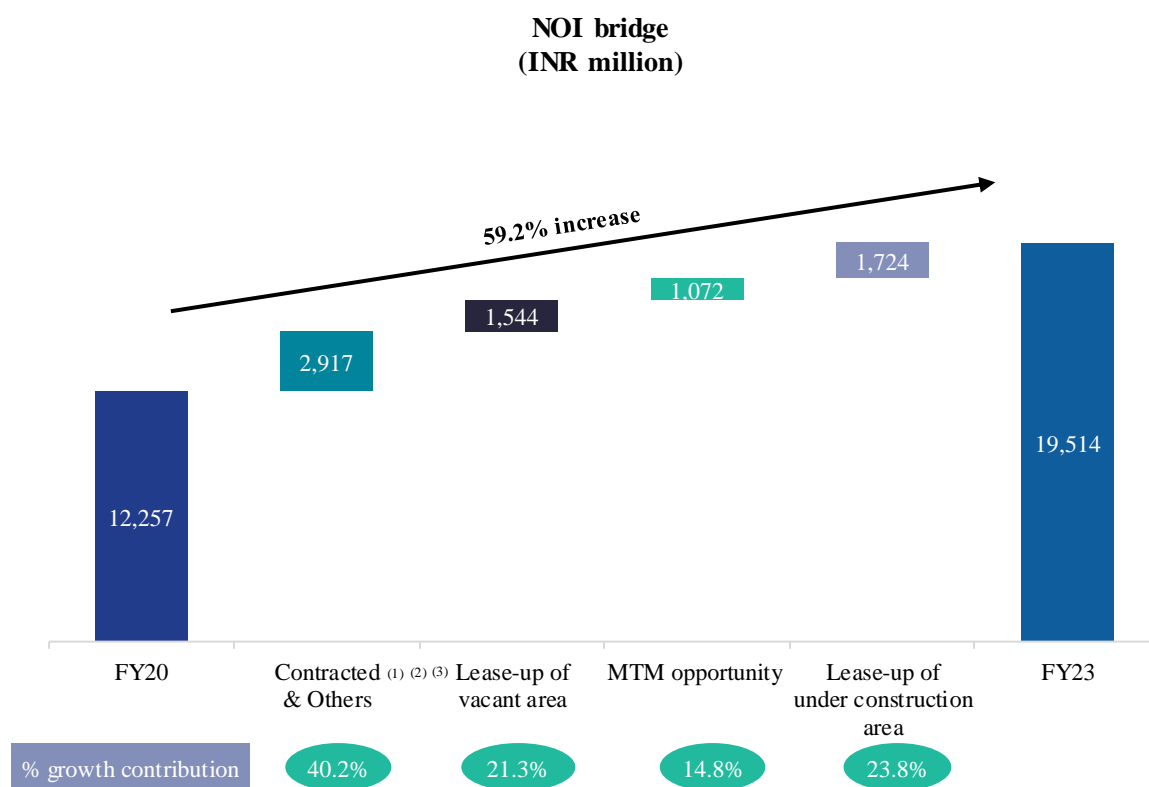 NOI bridge
(INR million)
59.2% increase
1,724
1,072
1,544
2,917
19,514
12,257
FY20
Contracted (1) (2) (3)
& Others
Lease-up of
vacant area
MTM opportunity
Lease-up of
under construction
area
FY23
% growth contribution
40.2%
21.3%
14.8%
23.8%